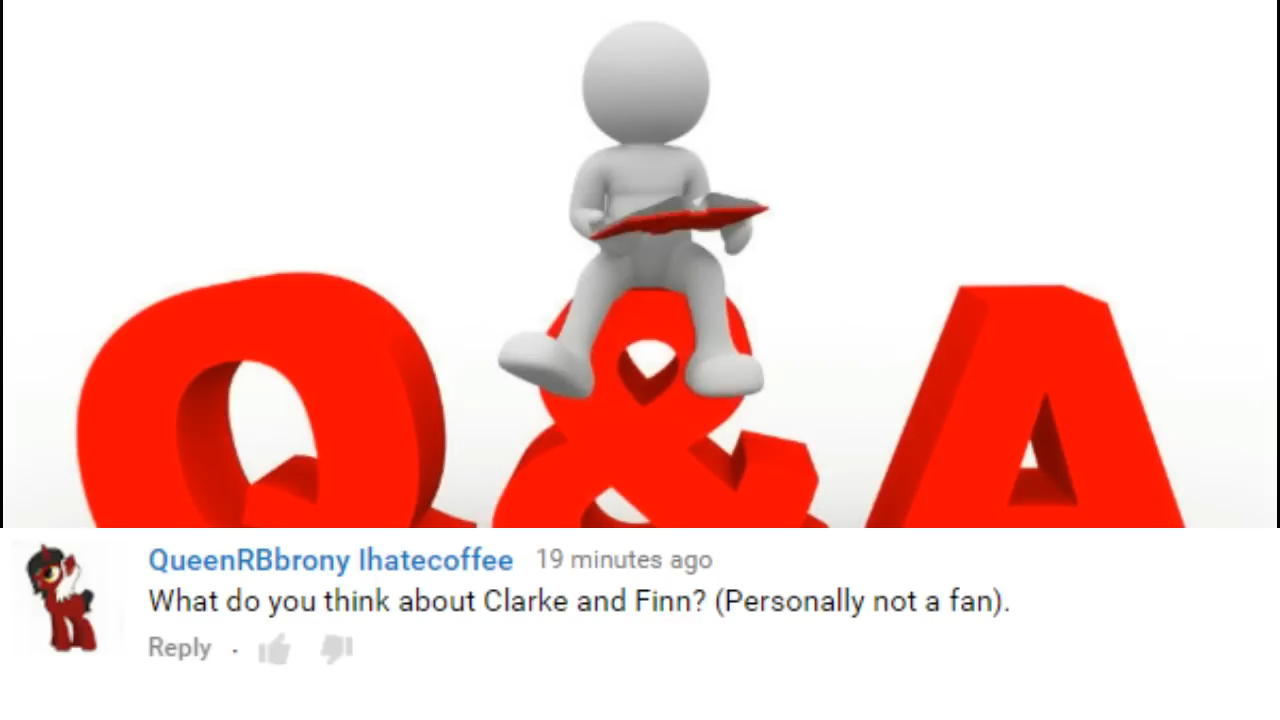 Q&A
QueenRBbrony Ihatecoffee 19 minutes ago
What do you think about Clarke and Finn? (Personally not a fan).
Reply ·